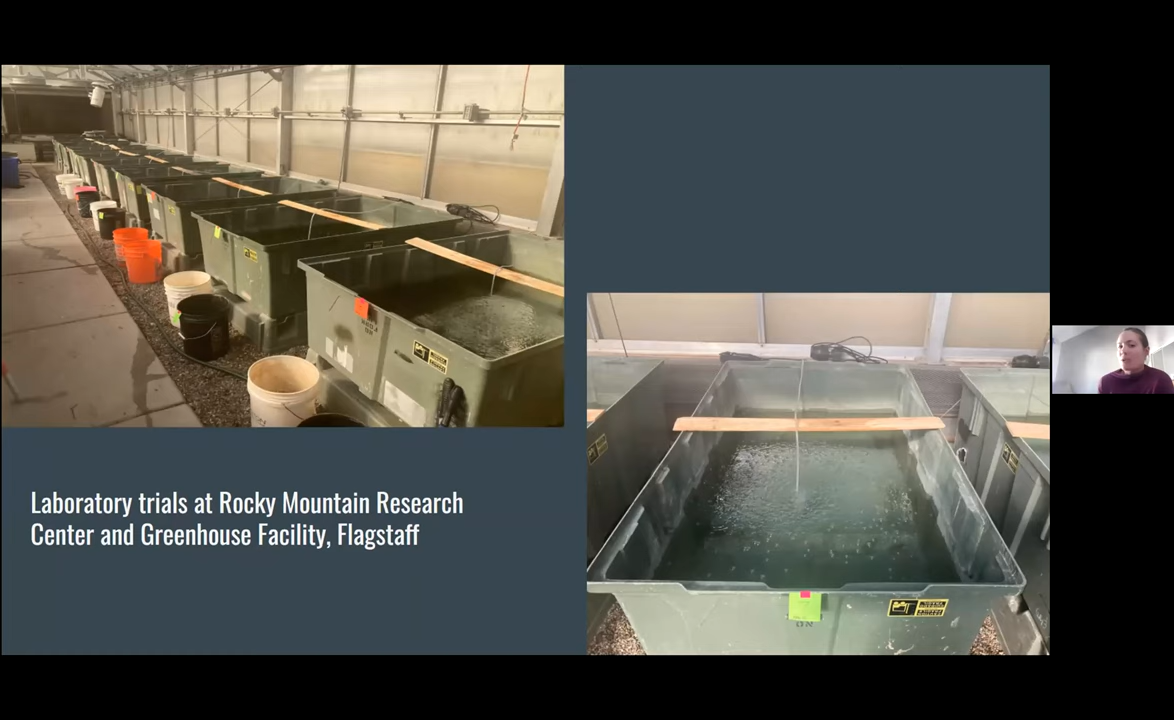 Laboratory trials at Rocky Mountain Research
Center and Greenhouse Facility, Flagstaff